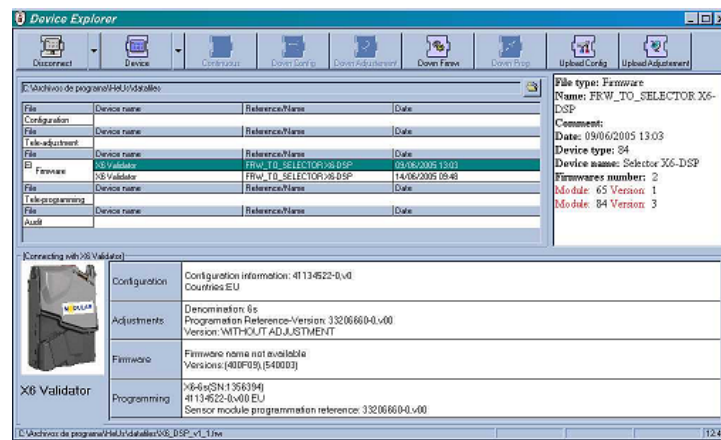 Device Explorer
Disconnect Device Continuous Down Config Down Adjustement Down Firmw Down Prog Upload Config Upload Adjustement
C:\Archivos de programa\HeUs\datafiles
File Device name Reference/Name Date
Configuration
File Device name Reference/Name Date
Tele-adjustment
File Device name Reference/Name Date
Firmware X6 Validator FRW_TO_SELECTOR X6-DSP 09/06/2005 13:03
X6 Validator FRW_TO_SELECTOR X6-DSP 14/06/2005 09:48
File Device name Reference/Name Date
Tele-programming
File Device name Reference/Name Date
Audit
File type: Firmware
Name: FRW_TO_SELECTOR X6-
DSP
Comment:
Date: 09/06/2005 13:03
Device type: 84
Device name: Selector X6-DSP
Firmwares number: 2
Module: 65 Version: 1
Module: 84 Version: 3
[Connecting with X6 Validator]
MODULAR
X6 Validator
Configuration
Configuration information: 41134522-0,v0
Countries:EU
Adjustments
Denomination: 6s
Programation Reference-Version: 33206660-0.v00
Version: WITHOUT ADJUSTMENT
Firmware
Firmware name not available
Versions:(400F09),(540003)
Programming
X6-6s(SN:1356394)
41134522-0.v00 EU
Sensor module programmation reference: 33206660-0.v00
C:\Archivos de programa\HeUs\datafiles\X6_DSP_v1_1.frw
12:4